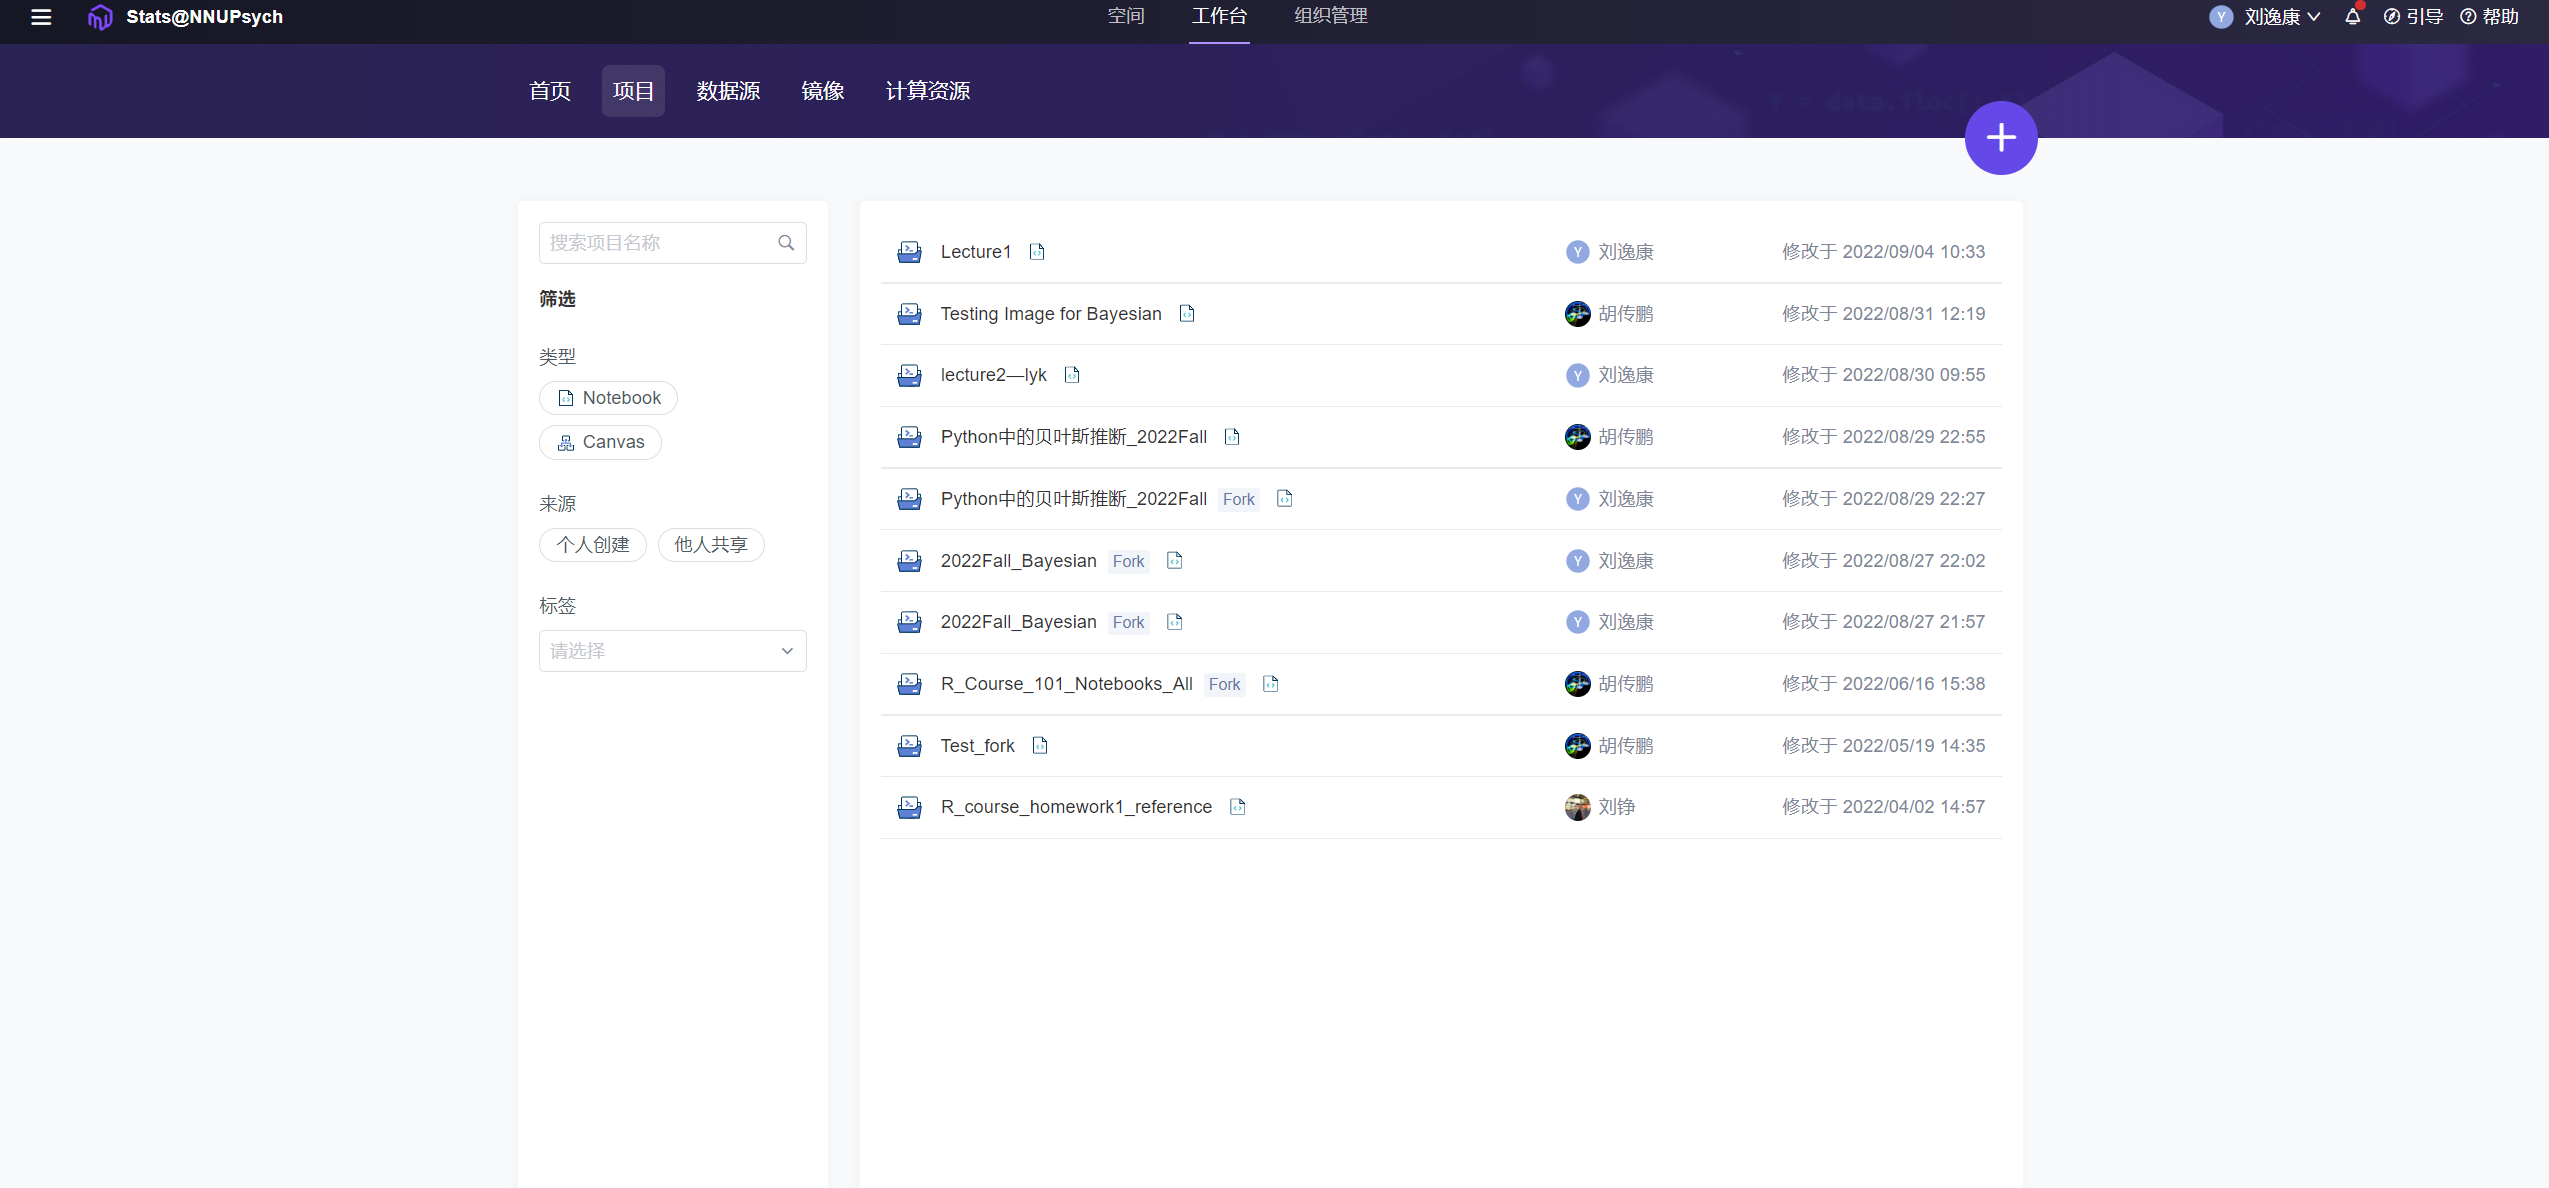 Stats@NNUPsych 空间 工作台 组织管理 Y 刘逸康 引导 帮助
首页 项目 数据源 镜像 计算资源
搜索项目名称
筛选
类型
Notebook
Canvas
来源
个人创建 他人共享
标签
请选择
Lecture1 Y 刘逸康 修改于 2022/09/04 10:33
Testing Image for Bayesian 胡传鹏 修改于 2022/08/31 12:19
lecture2—lyk Y 刘逸康 修改于 2022/08/30 09:55
Python中的贝叶斯推断_2022Fall 胡传鹏 修改于 2022/08/29 22:55
Python中的贝叶斯推断_2022Fall Fork Y 刘逸康 修改于 2022/08/29 22:27
2022Fall_Bayesian Fork Y 刘逸康 修改于 2022/08/27 22:02
2022Fall_Bayesian Fork Y 刘逸康 修改于 2022/08/27 21:57
R_Course_101_Notebooks_All Fork 胡传鹏 修改于 2022/06/16 15:38
Test_fork 胡传鹏 修改于 2022/05/19 14:35
R_course_homework1_reference 刘铮 修改于 2022/04/02 14:57